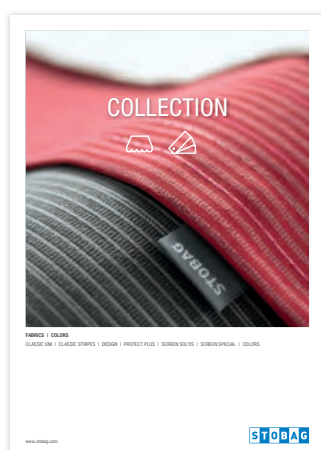 COLLECTION
STOBAG
FABRICS | COLORS
CLASSIC UNI | CLASSIC STRIPES | DESIGN | PROTECT PLUS | SCREEN SOLTIS | SCREEN SPECIAL | COLORS
www.stobag.com
STOBAG